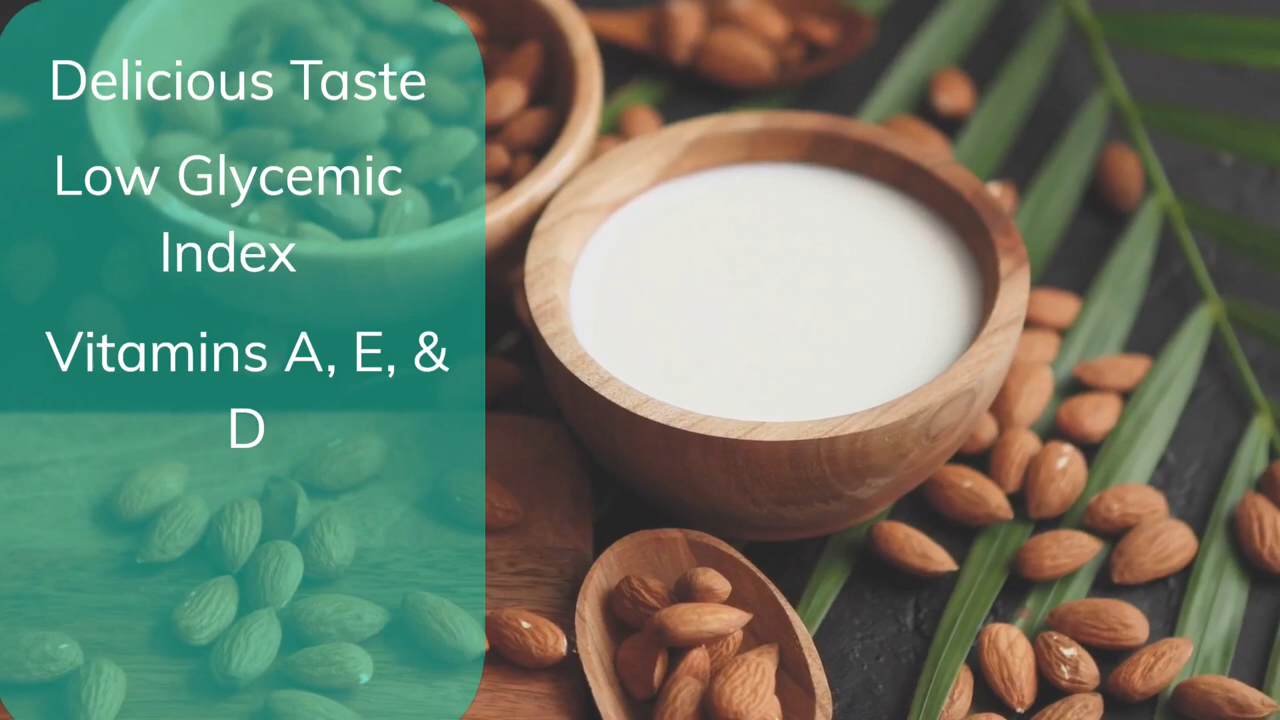 Delicious Taste
Low Glycemic
Index
Vitamins A, E, &
D